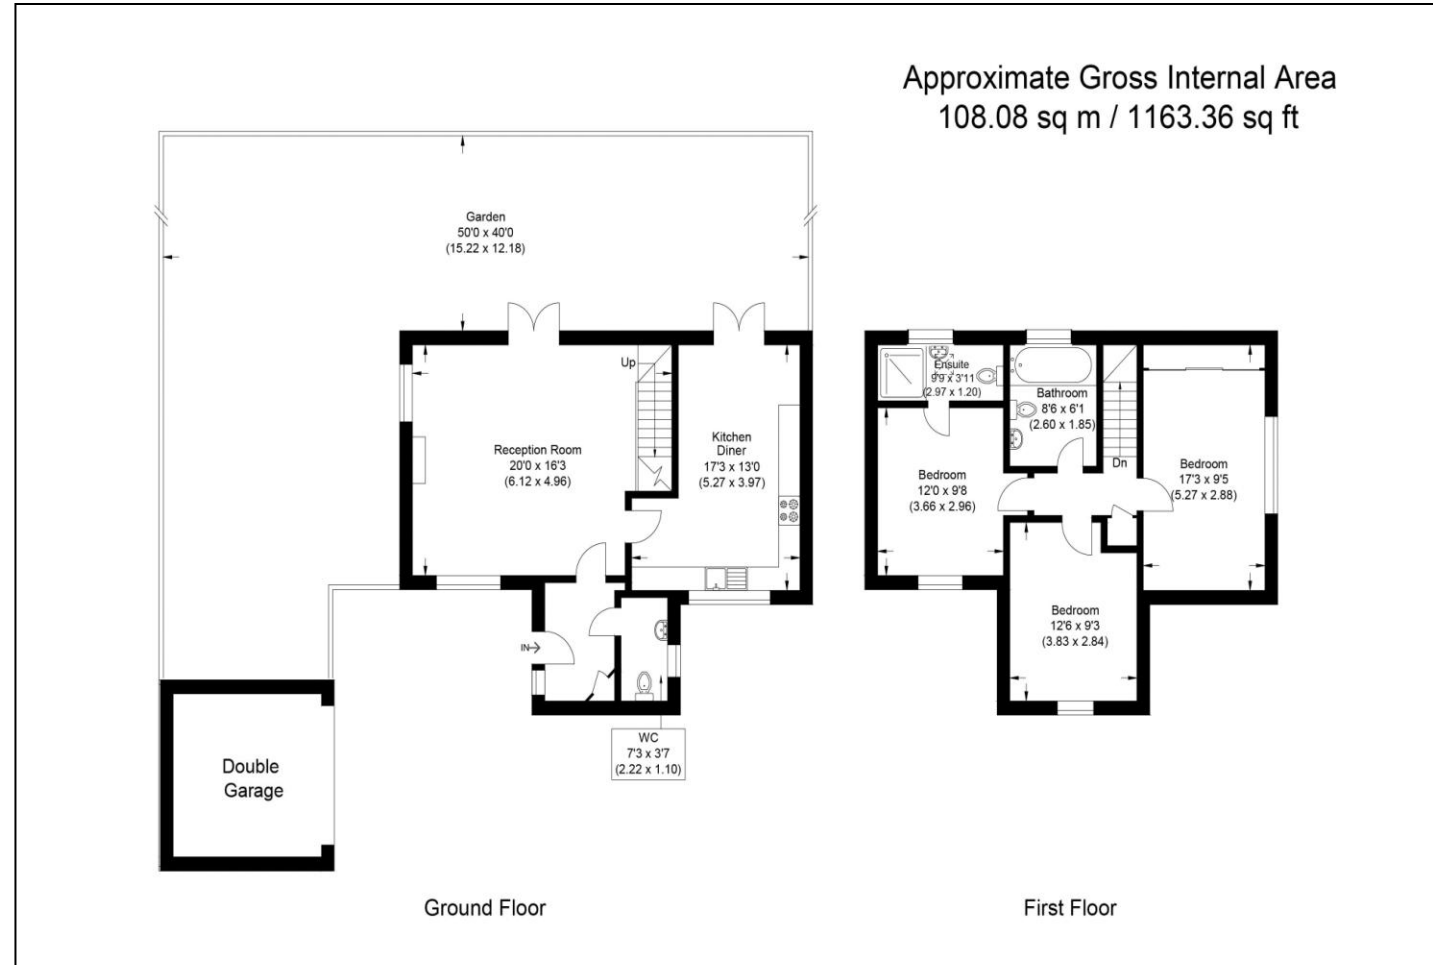 Approximate Gross Internal Area
108.08 sq m / 1163.36 sq ft
Garden
50'0 x 40'0
(15.22 x 12.18)
Up
Reception Room
20'0 x 16'3
(6.12 x 4.96)
Kitchen
Diner
17'3 x 13'0
(5.27 x 3.97)
IN
WC
7'3 x 3'7
(2.22 x 1.10)
Double
Garage
Ground Floor
Ensuite
9'9 x 3'11
(2.97 x 1.20)
Bathroom
8'6 x 6'1
(2.60 x 1.85)
Dn
Bedroom
12'0 x 9'8
(3.66 x 2.96)
Bedroom
17'3 x 9'5
(5.27 x 2.88)
Bedroom
12'6 x 9'3
(3.83 x 2.84)
First Floor